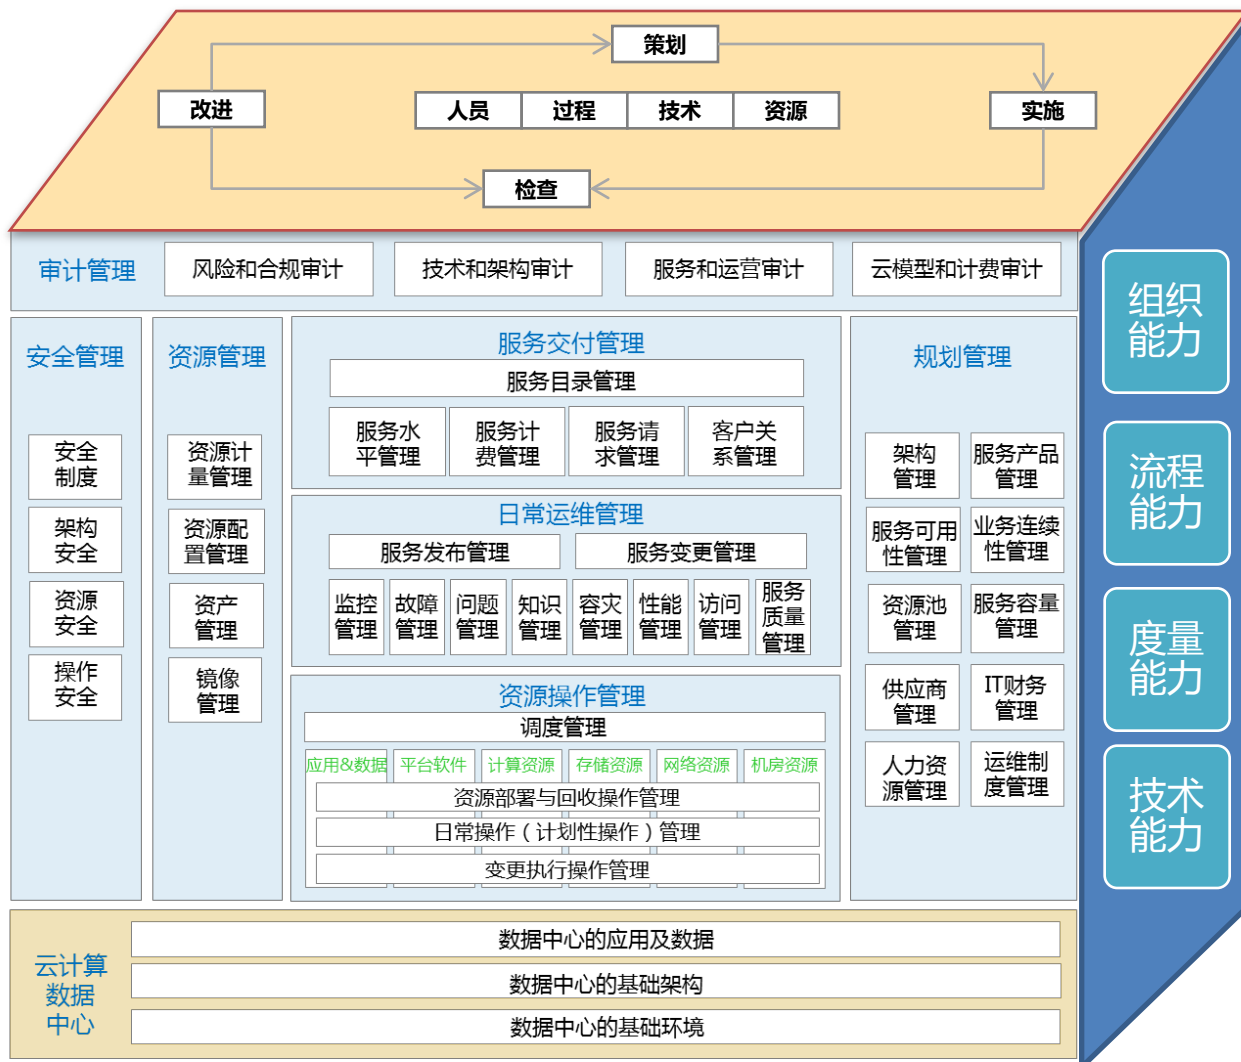 策划
改进
人员
过程
技术
资源
实施
检查
审计管理
风险和合规审计
技术和架构审计
服务和运营审计
云模型和计费审计
安全管理
安全
制度
架构
安全
资源
安全
操作
安全
资源管理
资源计
量管理
资源配
置管理
资产
管理
镜像
管理
服务交付管理
服务目录管理
服务水
平管理
服务计
费管理
服务请
求管理
客户关
系管理
日常运维管理
服务发布管理
服务变更管理
监控
管理
故障
管理
问题
管理
知识
管理
容灾
管理
性能
管理
访问
管理
服务
质量
管理
资源操作管理
调度管理
应用&数据
平台软件
计算资源
存储资源
网络资源
机房资源
资源部署与回收操作管理
日常操作（计划性操作）管理
变更执行操作管理
规划管理
架构
管理
服务产品
管理
服务可用
性管理
业务连续
性管理
资源池
管理
服务容量
管理
供应商
管理
IT财务
管理
人力资
源管理
运维制
度管理
组织
能力
流程
能力
度量
能力
技术
能力
云计算
数据
中心
数据中心的应用及数据
数据中心的基础架构
数据中心的基础环境